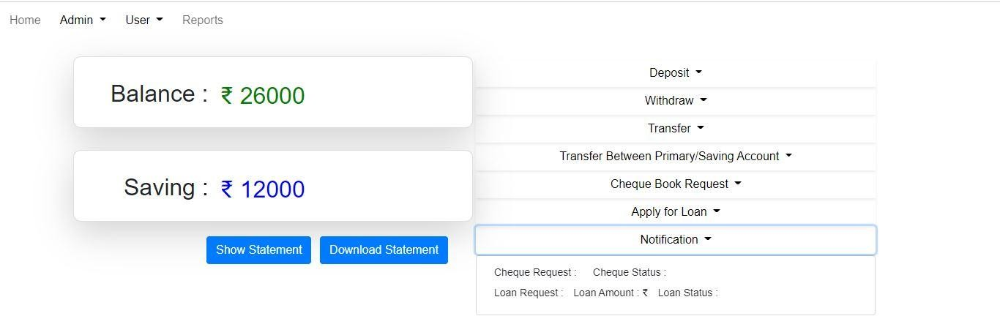 Home Admin User Reports
Balance : ₹ 26000
Saving : ₹ 12000
Show Statement Download Statement
Deposit
Withdraw
Transfer
Transfer Between Primary/Saving Account
Cheque Book Request
Apply for Loan
Notification
Cheque Request : Cheque Status :
Loan Request : Loan Amount : ₹ Loan Status :